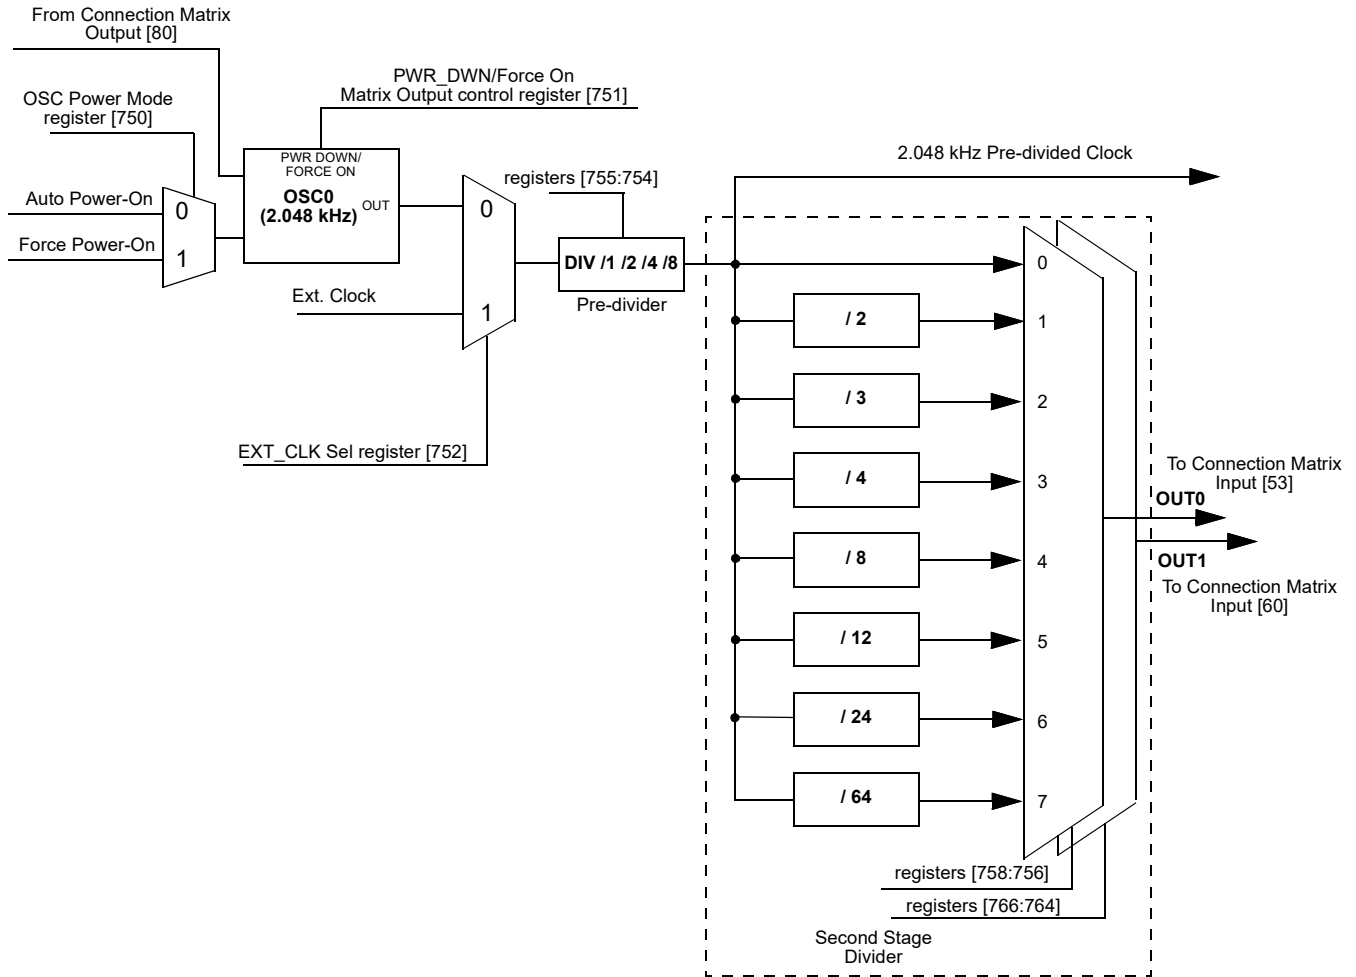 From Connection Matrix
Output [80]
PWR_DWN/Force On
Matrix Output control register [751]
OSC Power Mode
register [750]
PWR DOWN/
FORCE ON
OSC0
(2.048 kHz)
OUT
Auto Power-On
0
Force Power-On
1
0
Ext. Clock
1
EXT_CLK Sel register [752]
registers [755:754]
DIV /1 /2 /4 /8
Pre-divider
2.048 kHz Pre-divided Clock
0
/ 2
1
/ 3
2
/ 4
3
/ 8
4
/ 12
5
/ 24
6
/ 64
7
To Connection Matrix
Input [53]
OUT0
OUT1
To Connection Matrix
Input [60]
registers [758:756]
registers [766:764]
Second Stage
Divider